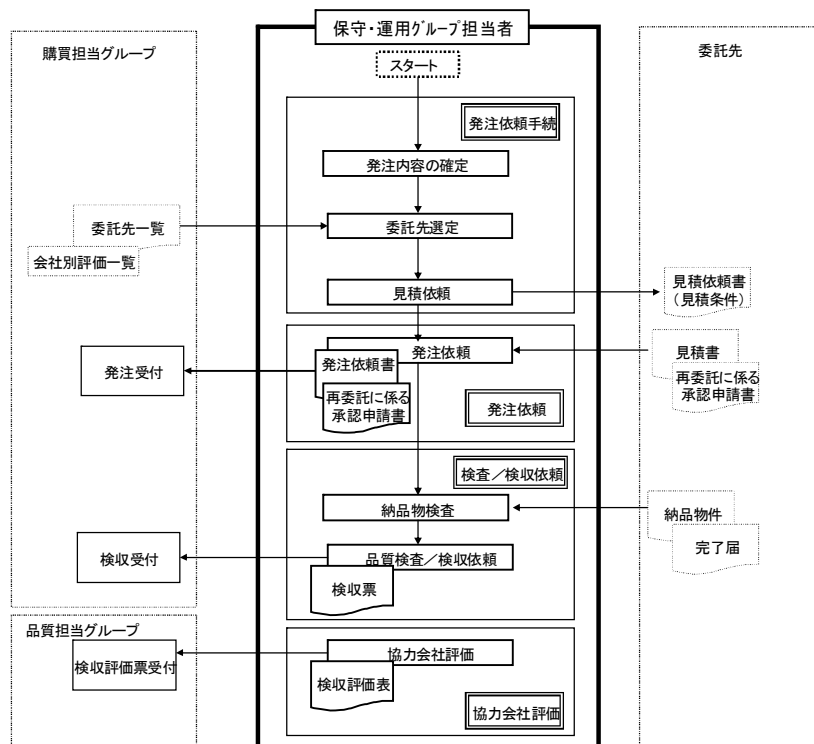 保守・運用グループ担当者
購買担当グループ
委託先
スタート
発注依頼手続
発注内容の確定
委託先一覧
会社別評価一覧
委託先選定
見積依頼
見積依頼書
（見積条件）
発注依頼
発注受付
発注依頼書
再委託に係る
承認申請書
見積書
再委託に係る
承認申請書
発注依頼
検査／検収依頼
納品物検査
納品物件
完了届
検収受付
品質検査／検収依頼
検収票
品質担当グループ
検収評価票受付
協力会社評価
検収評価表
協力会社評価